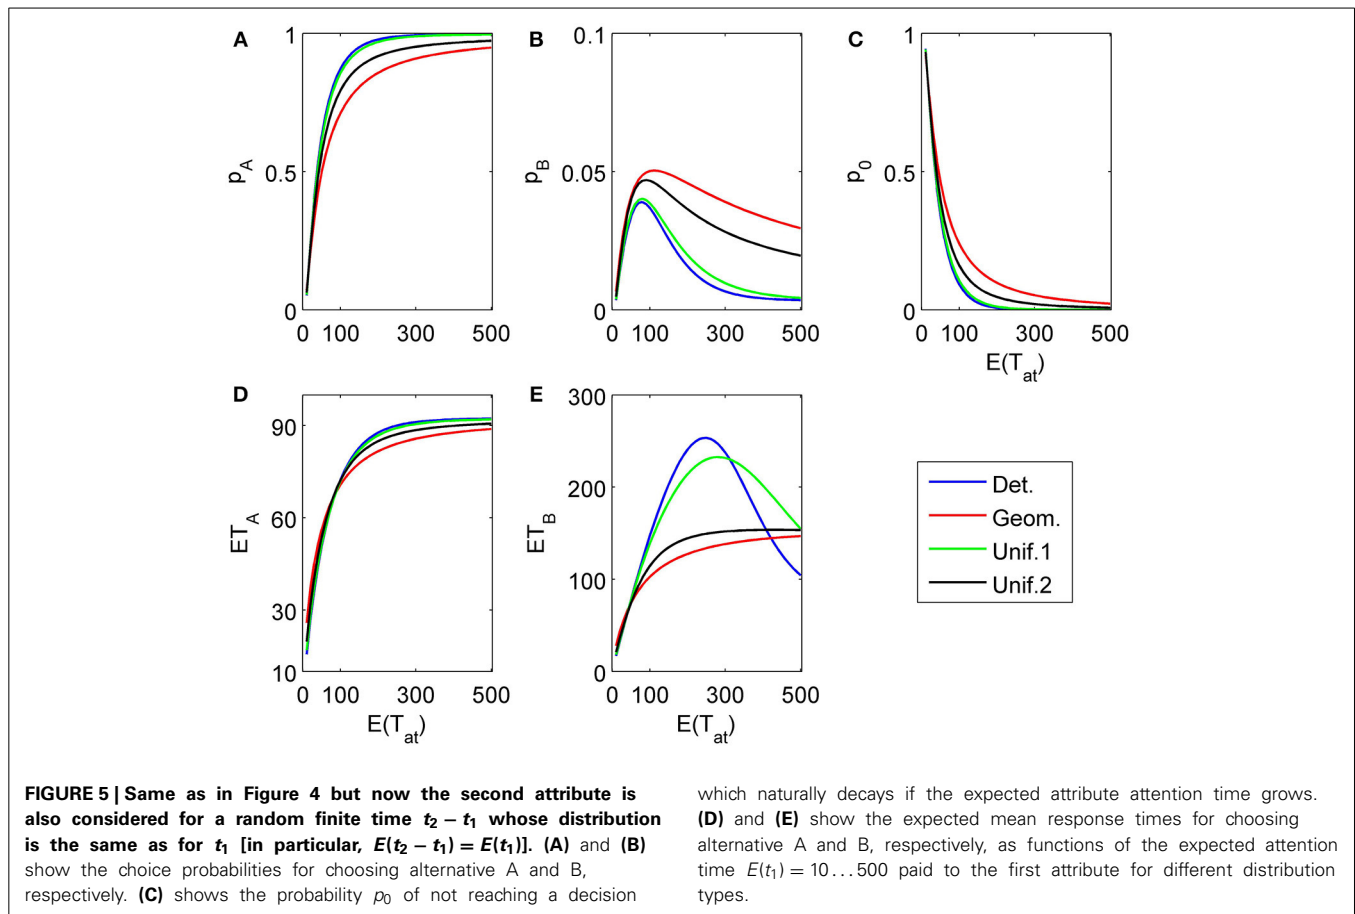 A
1
0.5
0
p_A
0
100
300
500
B
0.1
0.05
0
p_B
0
100
300
500
C
1
0.5
0
p_0
0
100
300
500
E(T_at)
D
90
60
30
10
ET_A
0
100
300
500
E(T_at)
E
300
200
100
0
ET_B
0
100
300
500
E(T_at)
Det.
Geom.
Unif.1
Unif.2
FIGURE 5 | Same as in Figure 4 but now the second attribute is
also considered for a random finite time t₂ − t₁ whose distribution
is the same as for t₁ [in particular, E(t₂ − t₁) = E(t₁)]. (A) and (B)
show the choice probabilities for choosing alternative A and B,
respectively. (C) shows the probability p₀ of not reaching a decision
which naturally decays if the expected attribute attention time grows.
(D) and (E) show the expected mean response times for choosing
alternative A and B, respectively, as functions of the expected attention
time E(t₁) = 10 . . . 500 paid to the first attribute for different distribution
types.